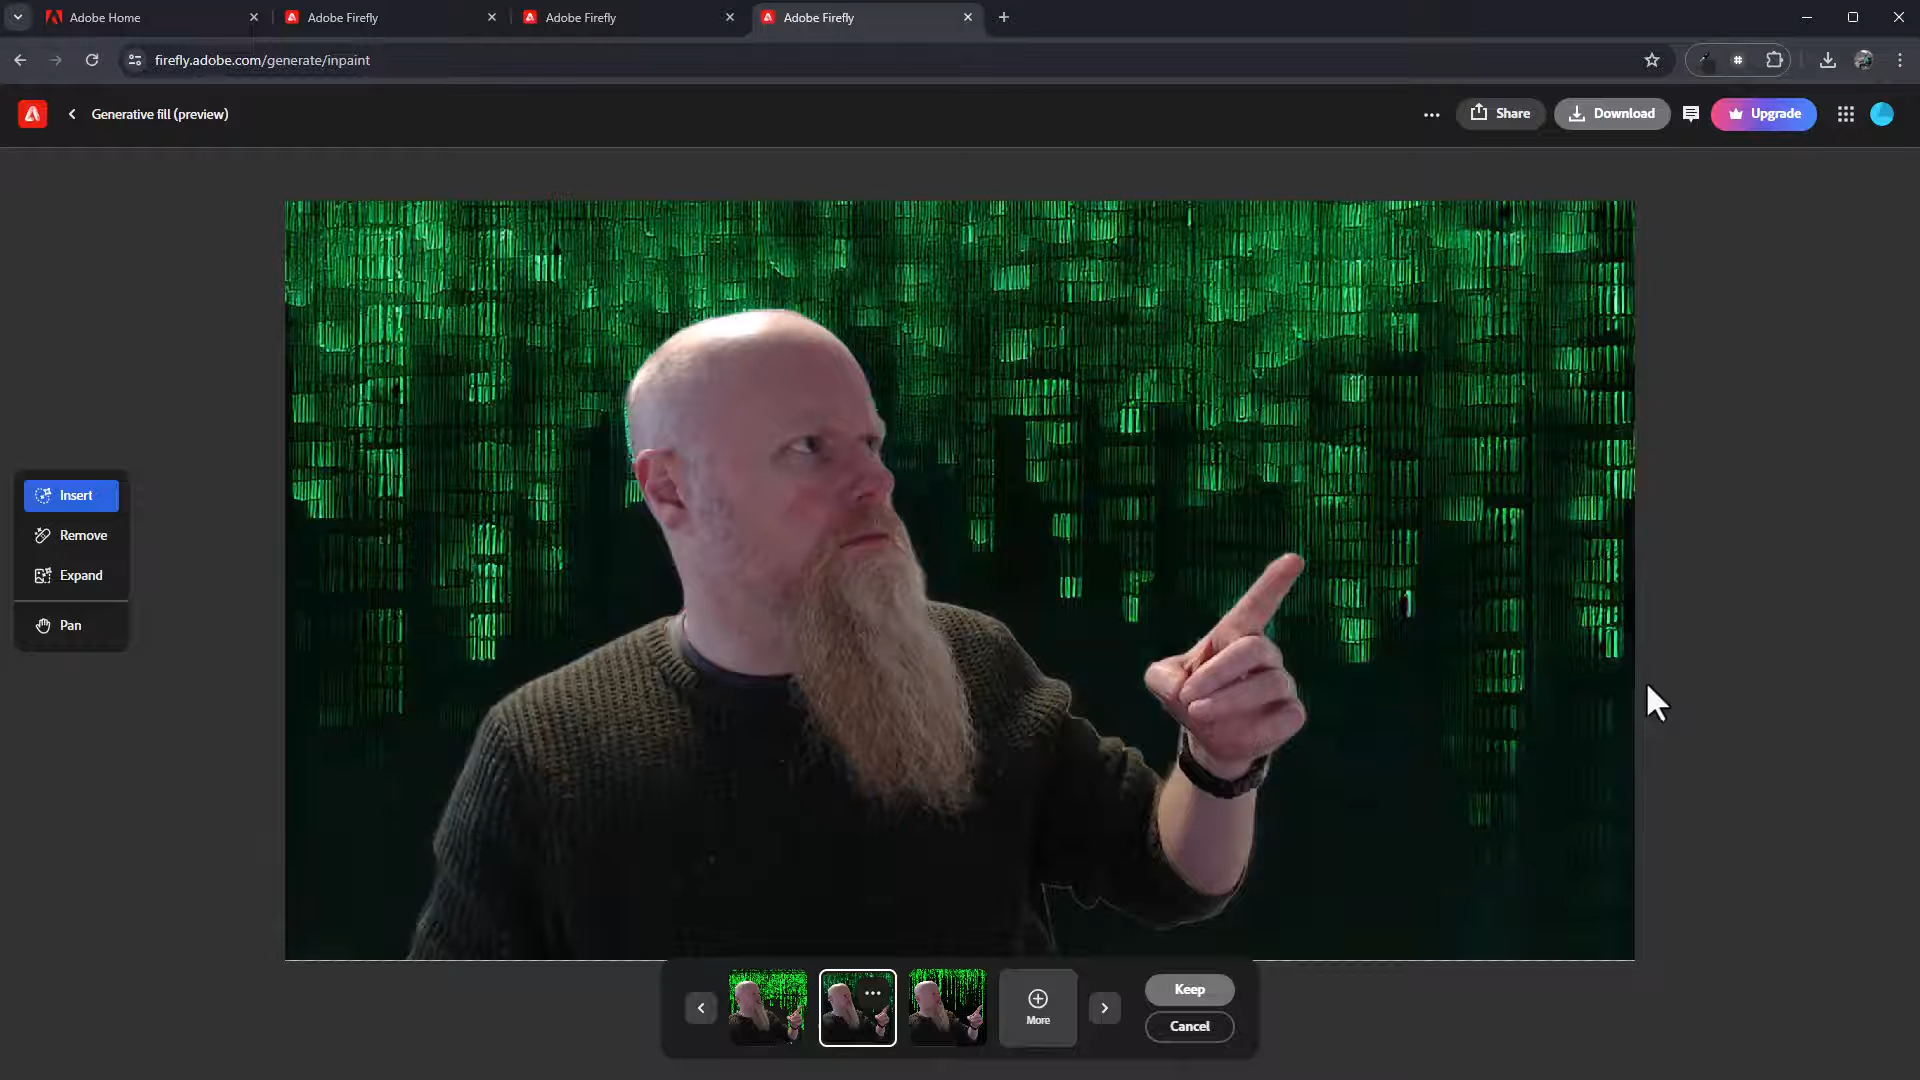 Adobe Home
Adobe Firefly
Adobe Firefly
Adobe Firefly
firefly.adobe.com/generate/inpaint
Generative fill (preview)
Share
Download
Upgrade
Insert
Remove
Expand
Pan
More
Keep
Cancel